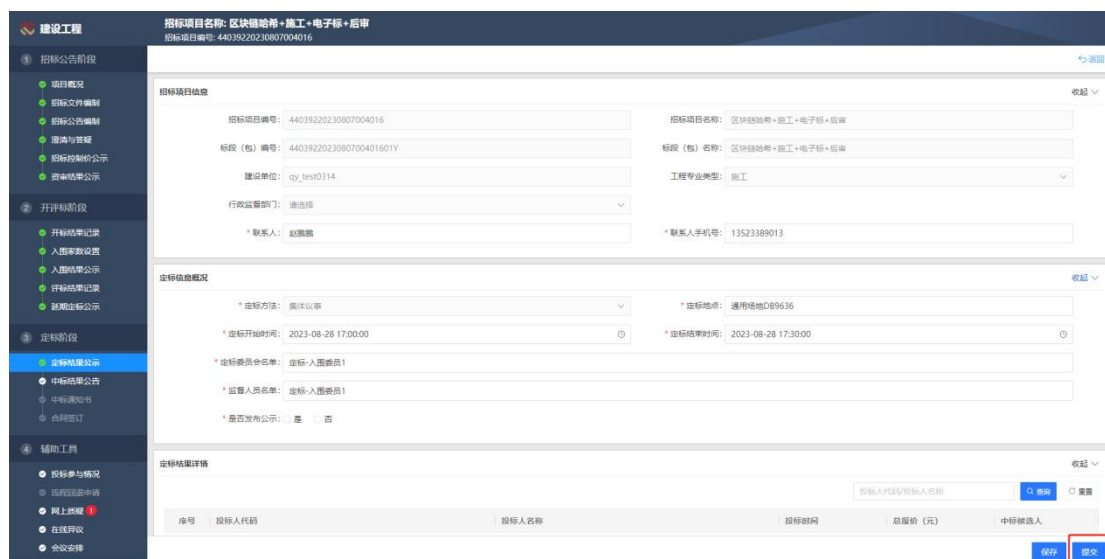 建设工程
招标项目名称: 区块链哈希+施工+电子标+后审
招标项目编号: 44039220230807004016
1 招标公告阶段
返回
项目概况
招标文件编制
招标公告编制
澄清与答疑
招标控制价公示
资审结果公示
2 开评标阶段
开标结果记录
入围家数设置
入围结果公示
评标结果记录
延期定标公示
3 定标阶段
定标结果公示
中标结果公告
中标通知书
合同签订
4 辅助工具
投标参与情况
流程回退申请
网上质疑 1
在线异议
会议安排
招标项目信息 收起
招标项目编号: 44039220230807004016 招标项目名称: 区块链哈希+施工+电子标+后审
标段（包）编号: 4403922023080700401601Y 标段（包）名称: 区块链哈希+施工+电子标+后审
建设单位: qy_test0314 工程专业类型: 施工
行政监督部门: 请选择
* 联系人: 赵鹏鹏 * 联系人手机号: 13523389013
定标信息概况 收起
* 定标方法: 集体议事 * 定标地点: 通用场地DB9636
* 定标开始时间: 2023-08-28 17:00:00 * 定标结束时间: 2023-08-28 17:30:00
* 定标委员会名单: 定标-入围委员1
* 监督人员名单: 定标-入围委员1
* 是否发布公示: 是 否
定标结果详情 收起
投标人代码/投标人名称 查询 重置
序号 投标人代码 投标人名称 投标时间 总报价（元） 中标候选人
保存 提交